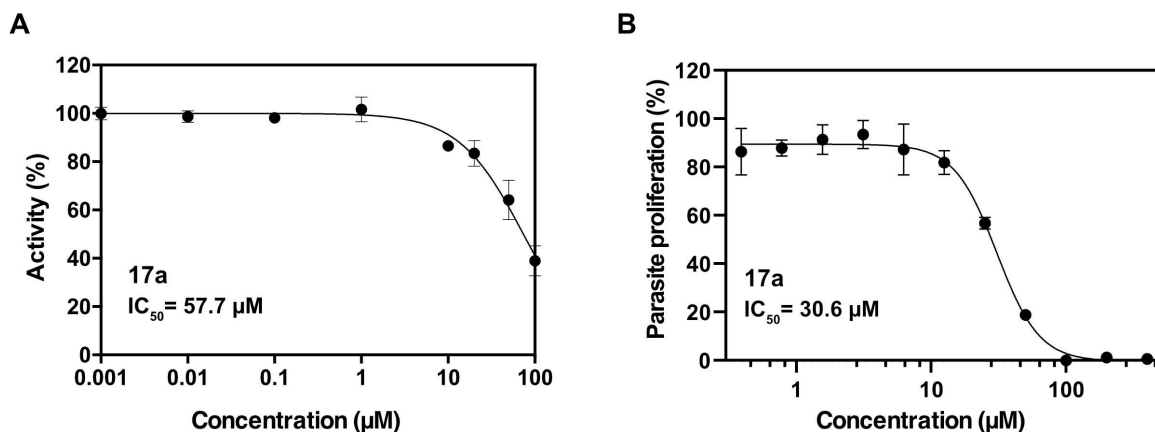 A
120
100
80
60
40
20
0
Activity (%)
17a
IC50= 57.7 µM
0.001 0.01 0.1 1 10 100
Concentration (µM)
B
120
100
80
60
40
20
0
Parasite proliferation (%)
17a
IC50= 30.6 µM
1 10 100
Concentration (µM)